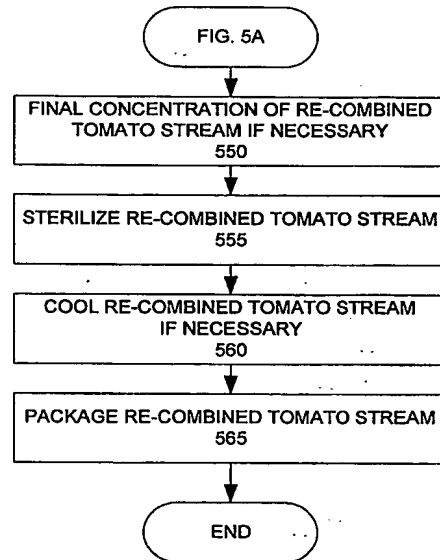 FIG. 5A
FINAL CONCENTRATION OF RE-COMBINED
TOMATO STREAM IF NECESSARY
550
STERILIZE RE-COMBINED TOMATO STREAM
555
COOL RE-COMBINED TOMATO STREAM
IF NECESSARY
560
PACKAGE RE-COMBINED TOMATO STREAM
565
END